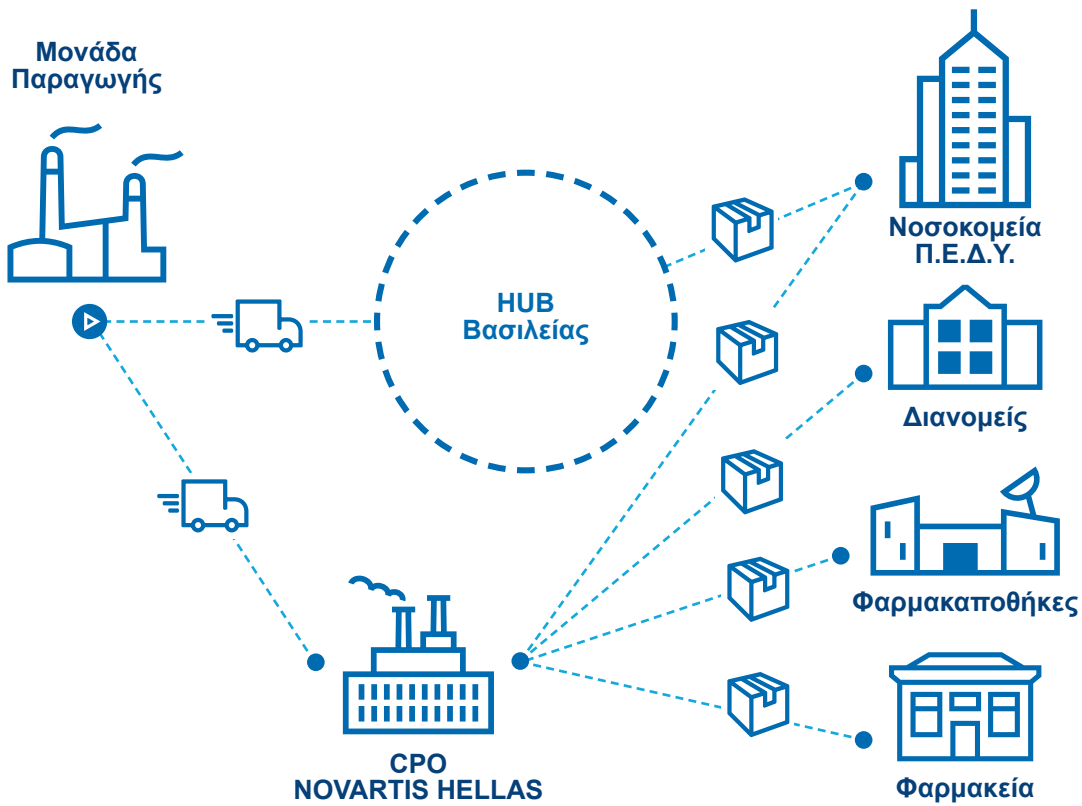 Μονάδα
Παραγωγής
HUB
Βασιλείας
Νοσοκομεία
Π.Ε.Δ.Υ.
Διανομείς
Φαρμακαποθήκες
Φαρμακεία
CPO
NOVARTIS HELLAS